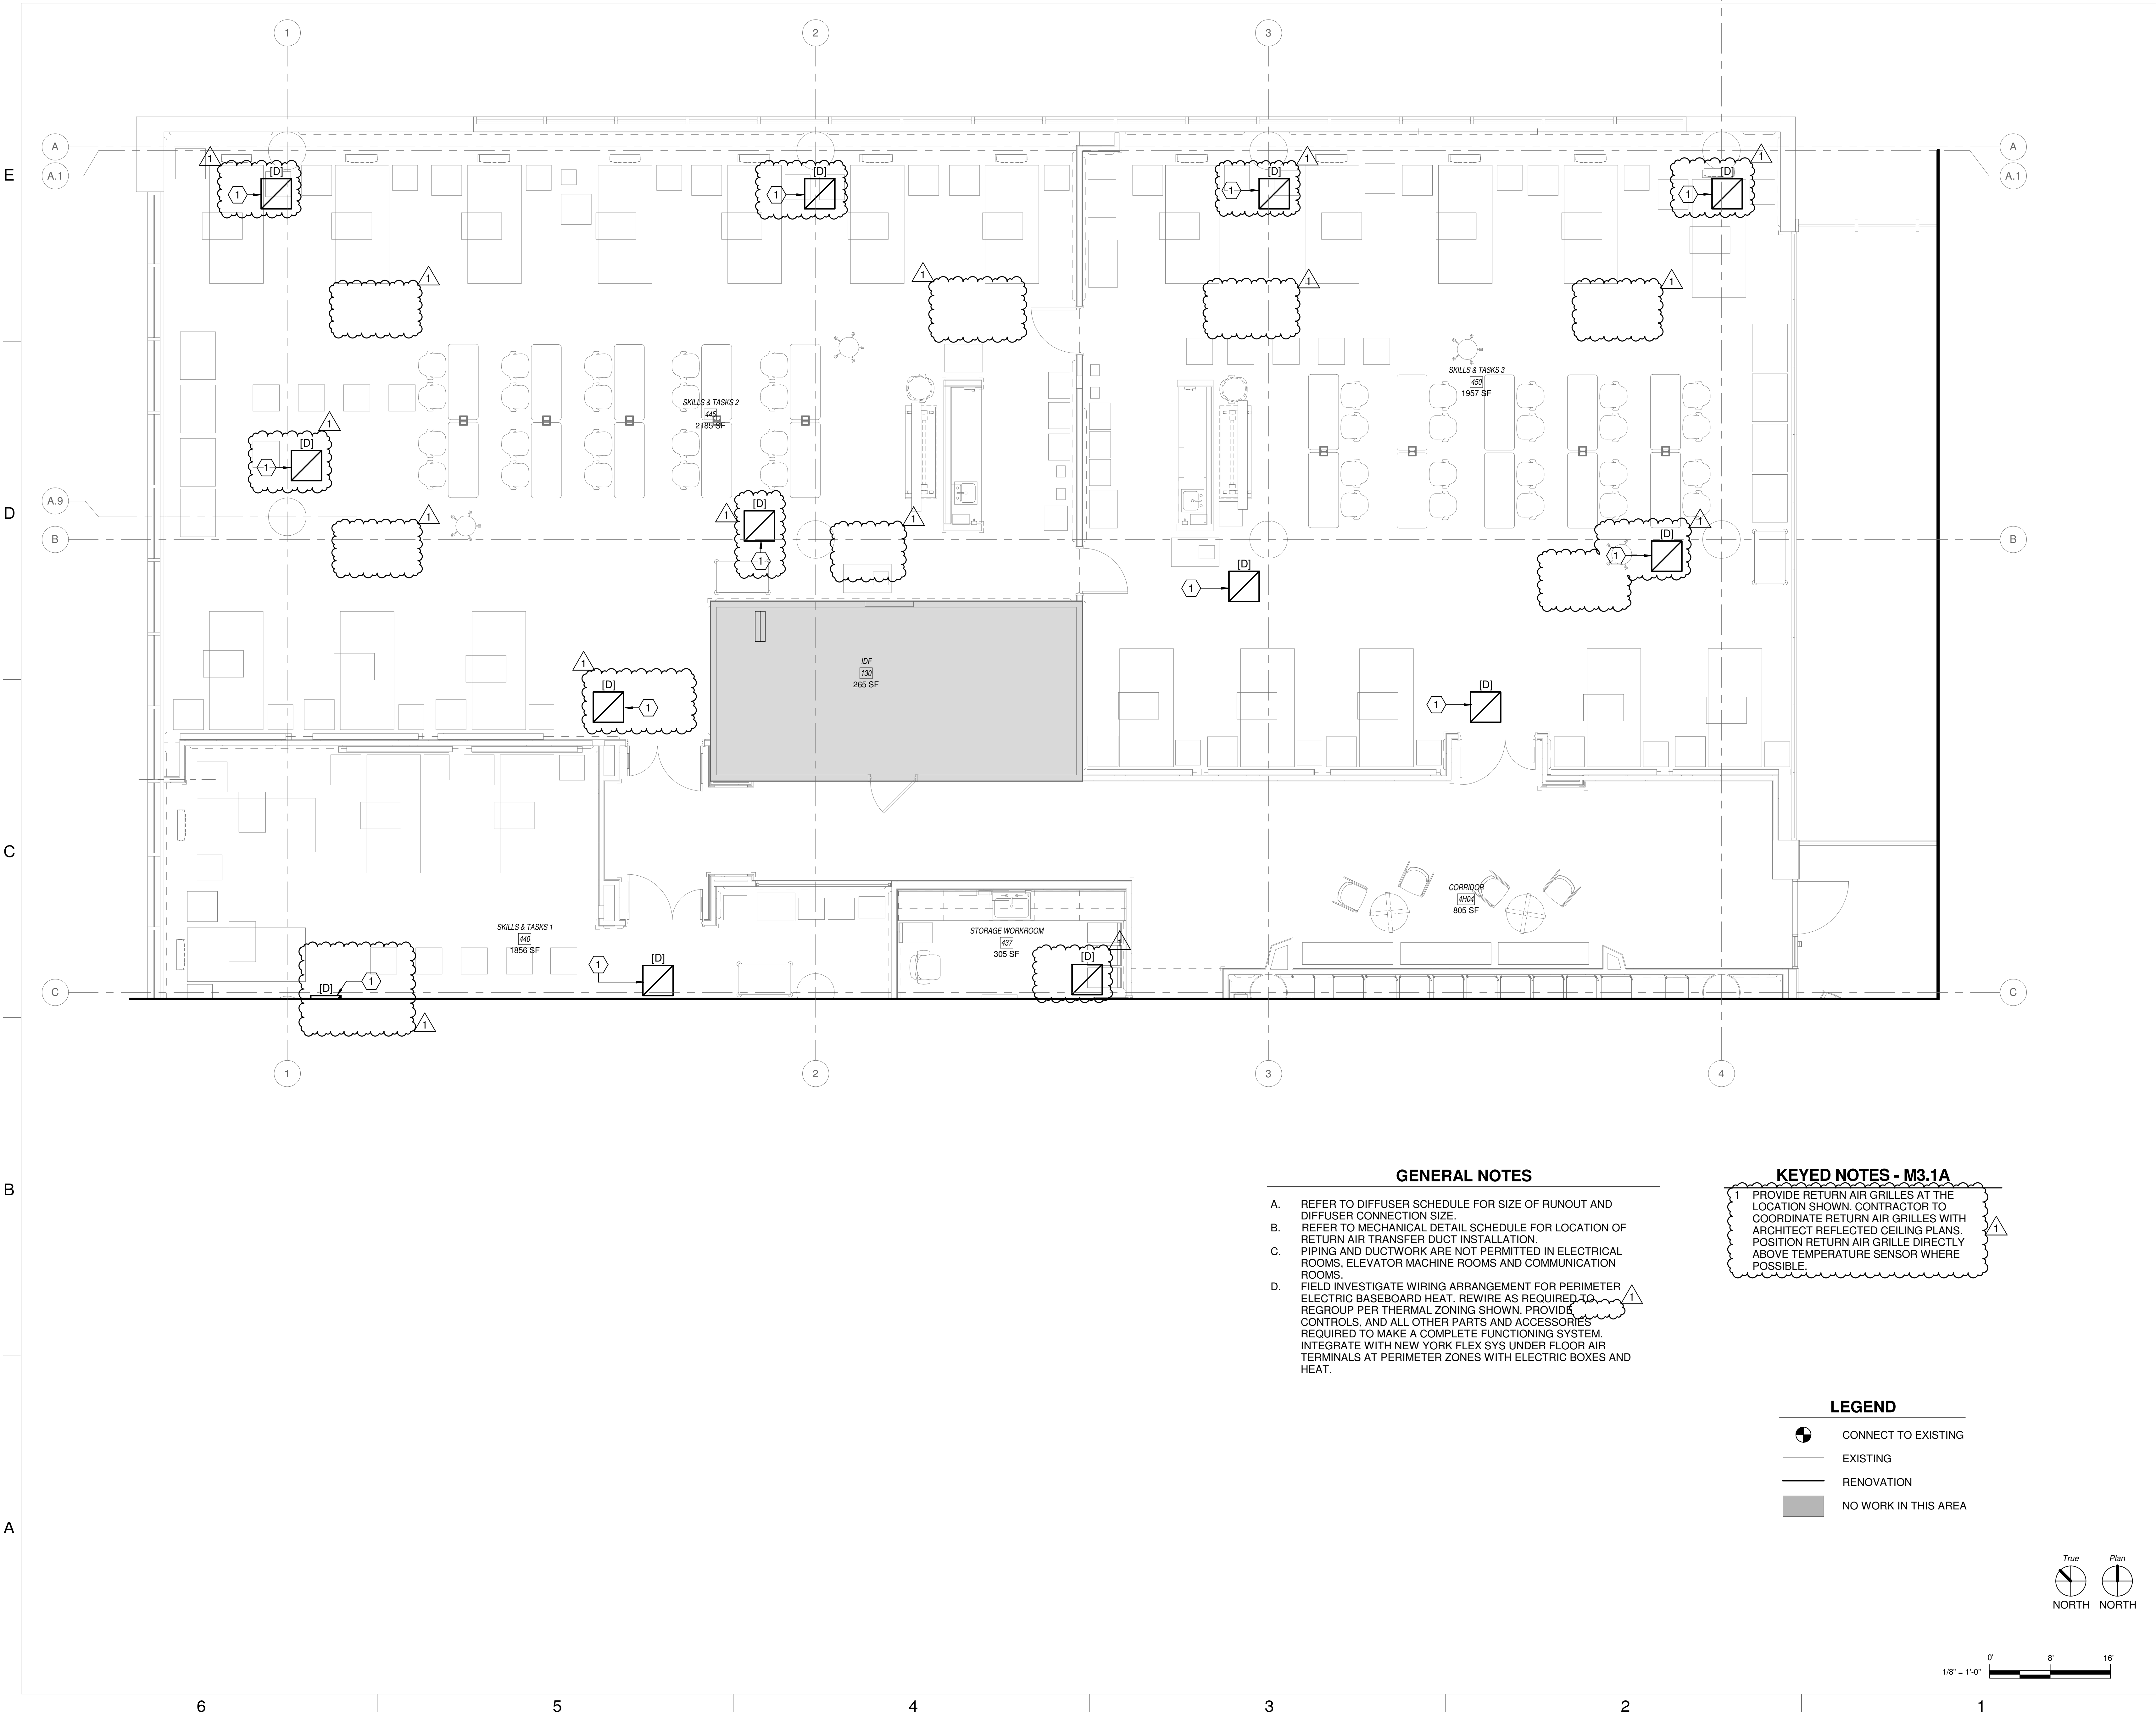 1
2
3
A
A
A.1
A.1
E
1
[D]
1
[D]
1
1
[D]
1
1
[D]
1
1
1
1
1
SKILLS & TASKS 3
450
1957 SF
SKILLS & TASKS 2
445
2185 SF
1
[D]
1
A.9
D
B
B
1
1
[D]
1
1
1
[D]
1
[D]
1
IDF
130
265 SF
1
[D]
1
[D]
1
C
CORRIDOR
4H04
805 SF
SKILLS & TASKS 1
440
1856 SF
STORAGE WORKROOM
437
305 SF
1
[D]
1
[D]
1
[D]
C
C
1
1
2
3
4
B
GENERAL NOTES
A. REFER TO DIFFUSER SCHEDULE FOR SIZE OF RUNOUT AND
DIFFUSER CONNECTION SIZE.
B. REFER TO MECHANICAL DETAIL SCHEDULE FOR LOCATION OF
RETURN AIR TRANSFER DUCT INSTALLATION.
C. PIPING AND DUCTWORK ARE NOT PERMITTED IN ELECTRICAL
ROOMS, ELEVATOR MACHINE ROOMS AND COMMUNICATION
ROOMS.
D. FIELD INVESTIGATE WIRING ARRANGEMENT FOR PERIMETER
ELECTRIC BASEBOARD HEAT. REWIRE AS REQUIRED TO
REGROUP PER THERMAL ZONING SHOWN. PROVIDE
CONTROLS, AND ALL OTHER PARTS AND ACCESSORIES
REQUIRED TO MAKE A COMPLETE FUNCTIONING SYSTEM.
INTEGRATE WITH NEW YORK FLEX SYS UNDER FLOOR AIR
TERMINALS AT PERIMETER ZONES WITH ELECTRIC BOXES AND
HEAT.
1
KEYED NOTES - M3.1A
1 PROVIDE RETURN AIR GRILLES AT THE
LOCATION SHOWN. CONTRACTOR TO
COORDINATE RETURN AIR GRILLES WITH
ARCHITECT REFLECTED CEILING PLANS.
POSITION RETURN AIR GRILLE DIRECTLY
ABOVE TEMPERATURE SENSOR WHERE
POSSIBLE.
1
LEGEND
CONNECT TO EXISTING
EXISTING
RENOVATION
NO WORK IN THIS AREA
A
True
Plan
NORTH
NORTH
1/8" = 1'-0"
0'
8'
16'
6
5
4
3
2
1